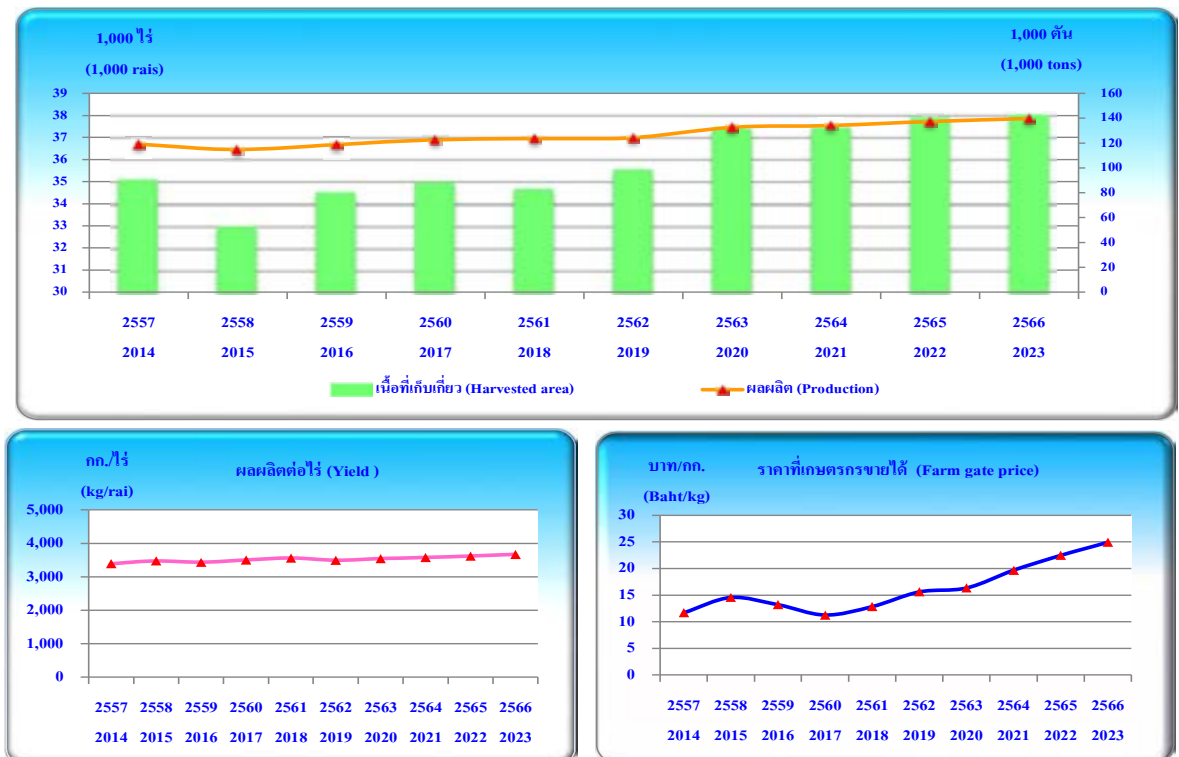 1,000 ไร่
(1,000 rais)
1,000 ตัน
(1,000 tons)
39
38
37
36
35
34
33
32
31
30
160
140
120
100
80
60
40
20
0
2557 2558 2559 2560 2561 2562 2563 2564 2565 2566
2014 2015 2016 2017 2018 2019 2020 2021 2022 2023
เนื้อที่เก็บเกี่ยว (Harvested area) ผลผลิต (Production)
กก./ไร่ ผลผลิตต่อไร่ (Yield )
(kg/rai)
5,000
4,000
3,000
2,000
1,000
0
2557 2558 2559 2560 2561 2562 2563 2564 2565 2566
2014 2015 2016 2017 2018 2019 2020 2021 2022 2023
บาท/กก. ราคาที่เกษตรกรขายได้ (Farm gate price)
(Baht/kg)
30
25
20
15
10
5
0
2557 2558 2559 2560 2561 2562 2563 2564 2565 2566
2014 2015 2016 2017 2018 2019 2020 2021 2022 2023